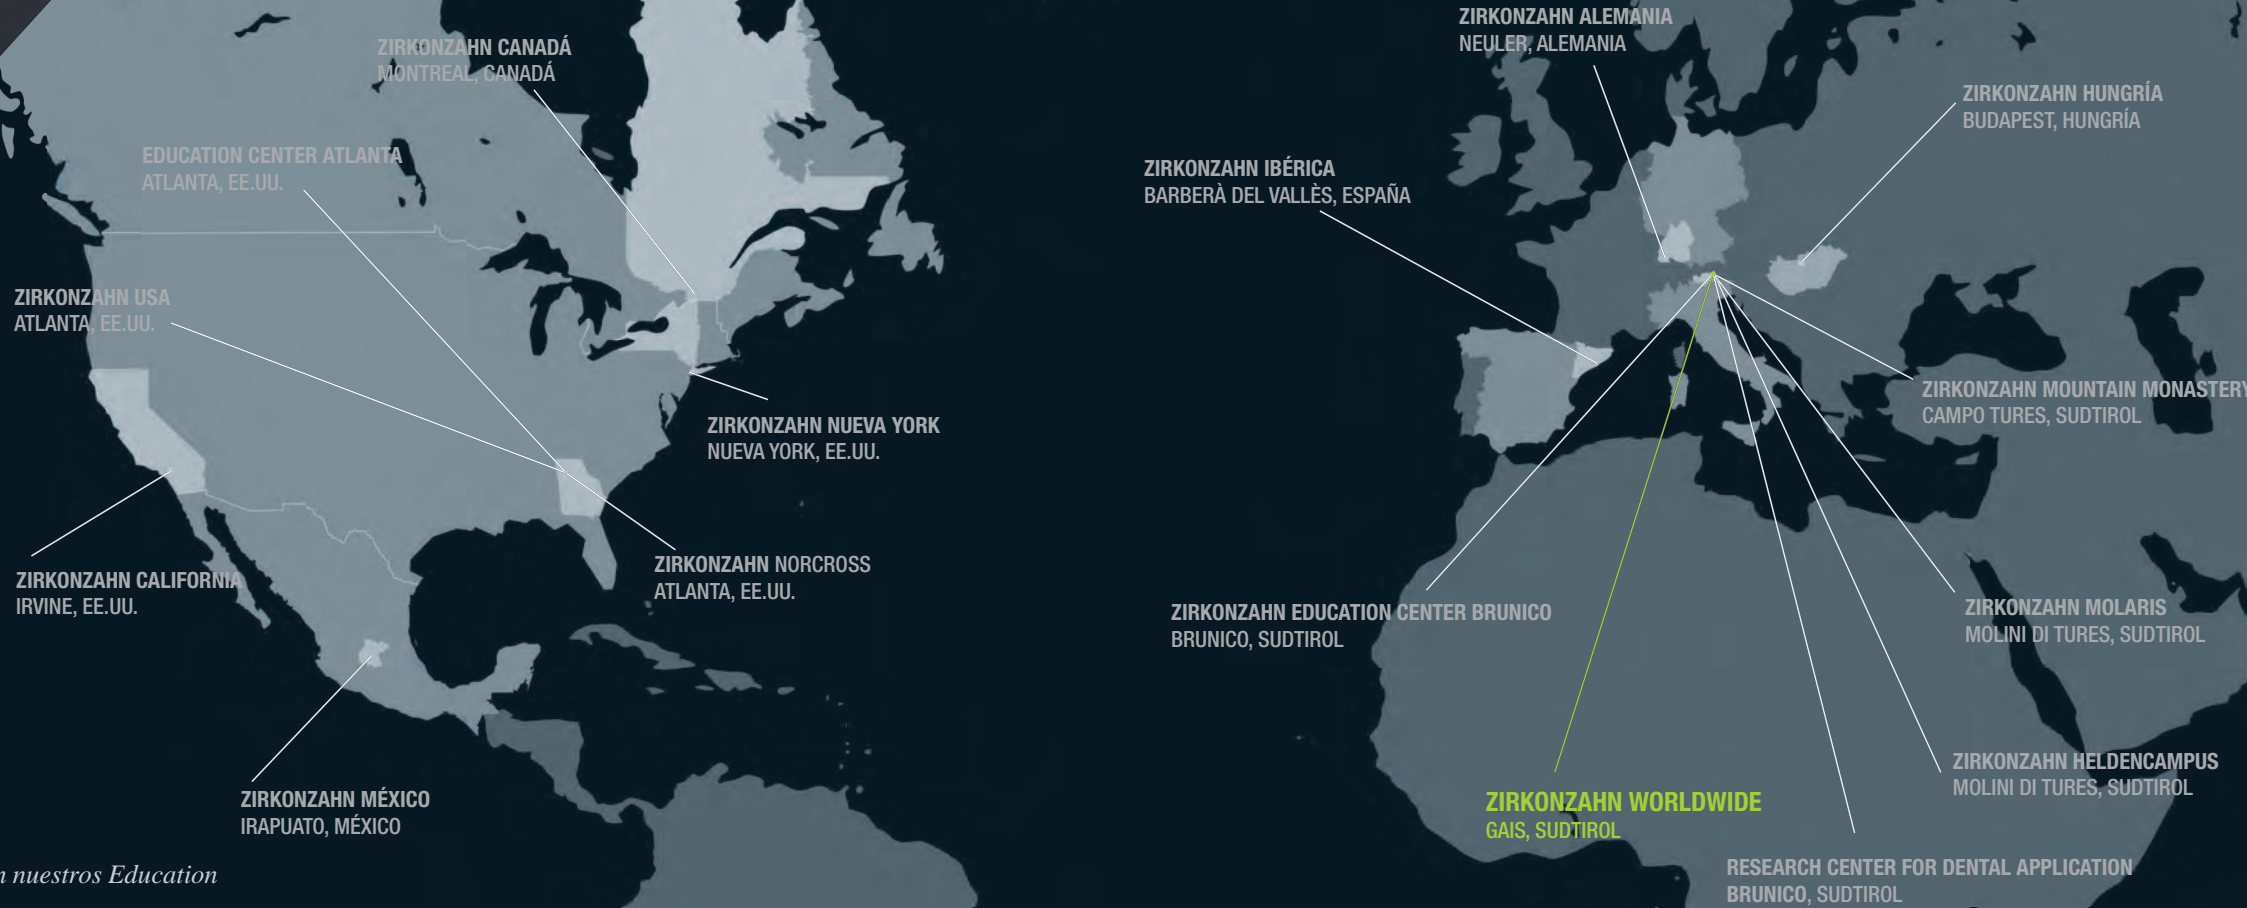 ZIRKONZAHN CANADÁ
MONTREAL, CANADÁ
EDUCATION CENTER ATLANTA
ATLANTA, EE.UU.
ZIRKONZAHN USA
ATLANTA, EE.UU.
ZIRKONZAHN NUEVA YORK
NUEVA YORK, EE.UU.
ZIRKONZAHN NORCROSS
ATLANTA, EE.UU.
ZIRKONZAHN CALIFORNIA
IRVINE, EE.UU.
ZIRKONZAHN MÉXICO
IRAPUATO, MÉXICO
n nuestros Education
ZIRKONZAHN ALEMANIA
NEULER, ALEMANIA
ZIRKONZAHN HUNGRÍA
BUDAPEST, HUNGRÍA
ZIRKONZAHN IBÉRICA
BARBERÀ DEL VALLÈS, ESPAÑA
ZIRKONZAHN MOUNTAIN MONASTERY
CAMPO TURES, SUDTIROL
ZIRKONZAHN EDUCATION CENTER BRUNICO
BRUNICO, SUDTIROL
ZIRKONZAHN MOLARIS
MOLINI DI TURES, SUDTIROL
ZIRKONZAHN HELDENCAMPUS
MOLINI DI TURES, SUDTIROL
ZIRKONZAHN WORLDWIDE
GAIS, SUDTIROL
RESEARCH CENTER FOR DENTAL APPLICATION
BRUNICO, SUDTIROL